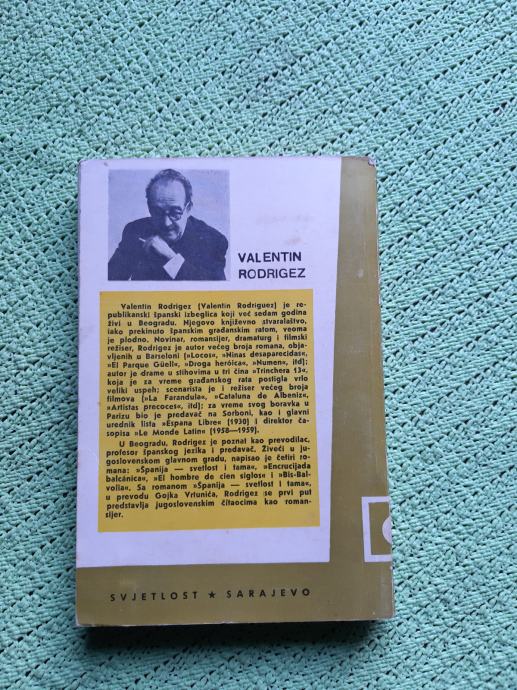 VALENTIN
RODRIGEZ
Valentin Rodrigez (Valentin Rodriguez) je re-
publikanski španski izbeglica koji već sedam godina
živi u Beogradu. Njegovo književno stvaralaštvo,
iako prekinuto španskim građanskim ratom, veoma
je plodno. Novinar, romansijer, dramaturg i filmski
režiser, Rodrigez je autor većeg broja romana, obja-
vljenih u Barseloni (»Locos«, »Ninas desaparecidas«,
»El Parque Güell«, »Droga heróica«, »Numen«, itd);
autor je drame u stihovima u tri čina »Trinchera 13«,
koja je za vreme građanskog rata postigla vrlo
veliki uspeh; scenarista je i režiser većeg broja
filmova (»La Farandula«, »Cataluna de Albeniz«,
»Artistas precoces«, itd); za vreme svog boravka u
Parizu bio je predavač na Sorboni, kao i glavni
urednik lista »Espana Libre« (1930) i direktor ča-
sopisa »Le Monde Latin« (1958—1959).
U Beogradu, Rodrigez je poznat kao prevodilac,
profesor španskog jezika i predavač. Živeći u ju-
goslovenskom glavnom gradu, napisao je četiri ro-
mana: »Španija — svetlost i tama«, »Encrucijada
balcánica«, »El hombre do cien siglos« i »Bis-Bal-
volia«. Sa romanom »Španija — svetlost i tama«,
u prevodu Gojka Vrtunića, Rodrigez se prvi put
predstavlja jugoslovenskim čitaocima kao roman-
sijer.
SVJETLOST ★ SARAJEVO